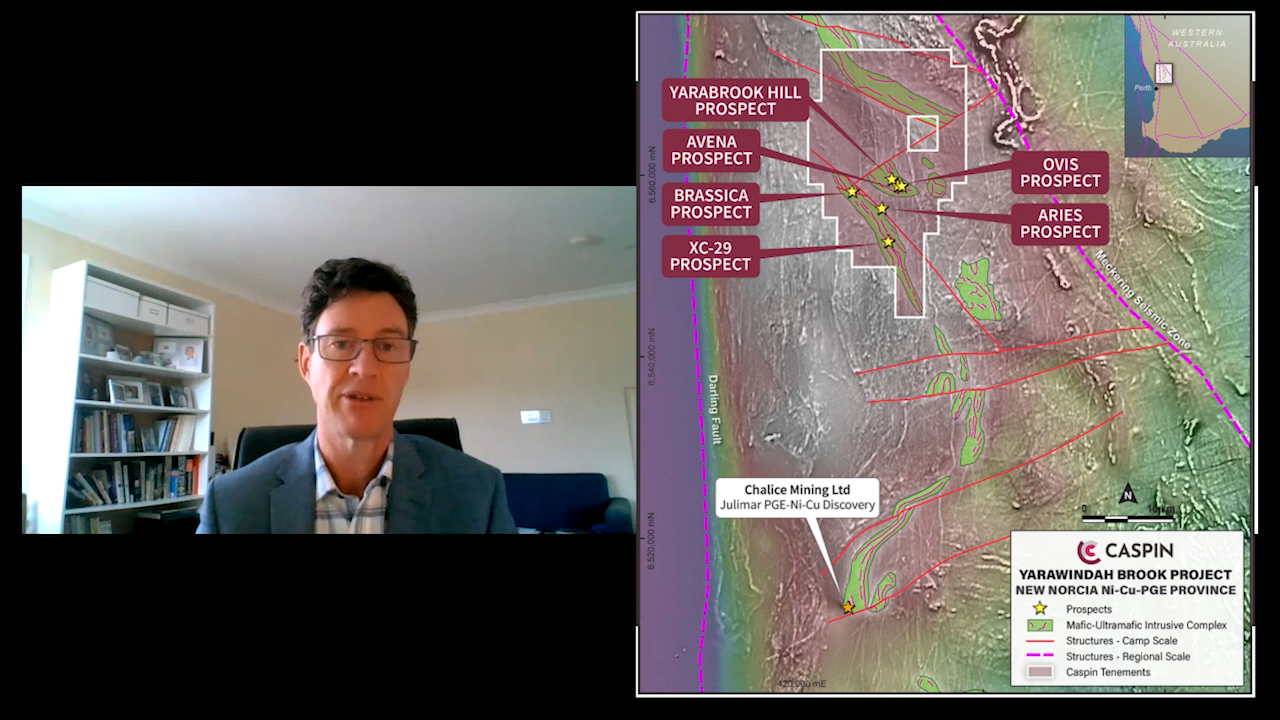 WESTERN
AUSTRALIA
Perth
YARABROOK HILL
PROSPECT
AVENA
PROSPECT
BRASSICA
PROSPECT
XC-29
PROSPECT
OVIS
PROSPECT
ARIES
PROSPECT
6,560,000 mN
6,540,000 mN
6,520,000 mN
Meckering Seismic Zone
Darling Fault
Chalice Mining Ltd
Julimar PGE-Ni-Cu Discovery
N
0 10 km
420,000 mE
CASPIN
YARAWINDAH BROOK PROJECT
NEW NORCIA Ni-Cu-PGE PROVINCE
Prospects
Mafic-Ultramafic Intrusive Complex
Structures - Camp Scale
Structures - Regional Scale
Caspin Tenements